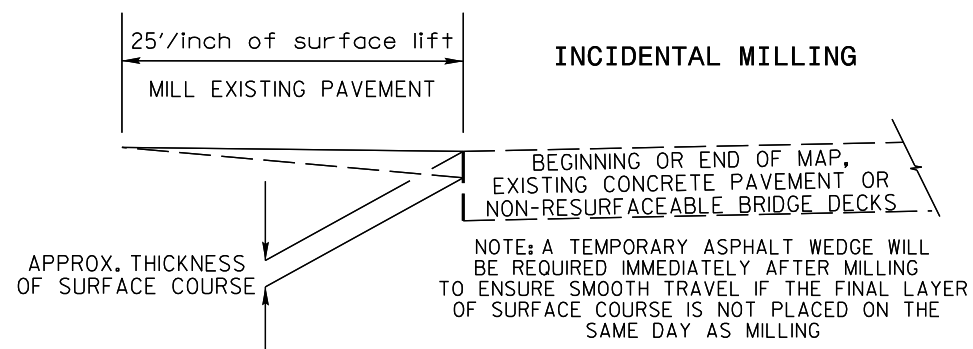 25'/inch of surface lift
MILL EXISTING PAVEMENT
INCIDENTAL MILLING
BEGINNING OR END OF MAP,
EXISTING CONCRETE PAVEMENT OR
NON-RESURFACEABLE BRIDGE DECKS
APPROX. THICKNESS
OF SURFACE COURSE
NOTE: A TEMPORARY ASPHALT WEDGE WILL
BE REQUIRED IMMEDIATELY AFTER MILLING
TO ENSURE SMOOTH TRAVEL IF THE FINAL LAYER
OF SURFACE COURSE IS NOT PLACED ON THE
SAME DAY AS MILLING